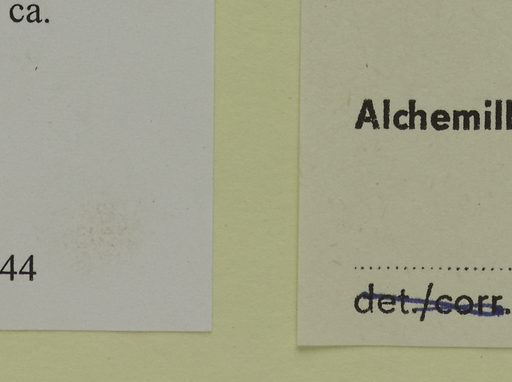 ca.
44
Alchemill
det./corr.